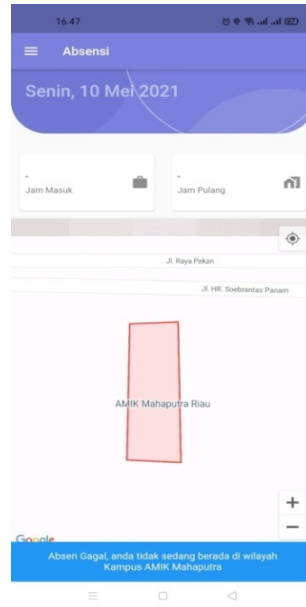 16.47
62
Absensi
Senin, 10 Mei 2021
-
Jam Masuk
-
Jam Pulang
Jl. Raya Pekan
Jl. HR. Soebrantas Panam
AMIK Mahaputra Riau
+
−
Google
Absen Gagal, anda tidak sedang berada di wilayah
Kampus AMIK Mahaputra